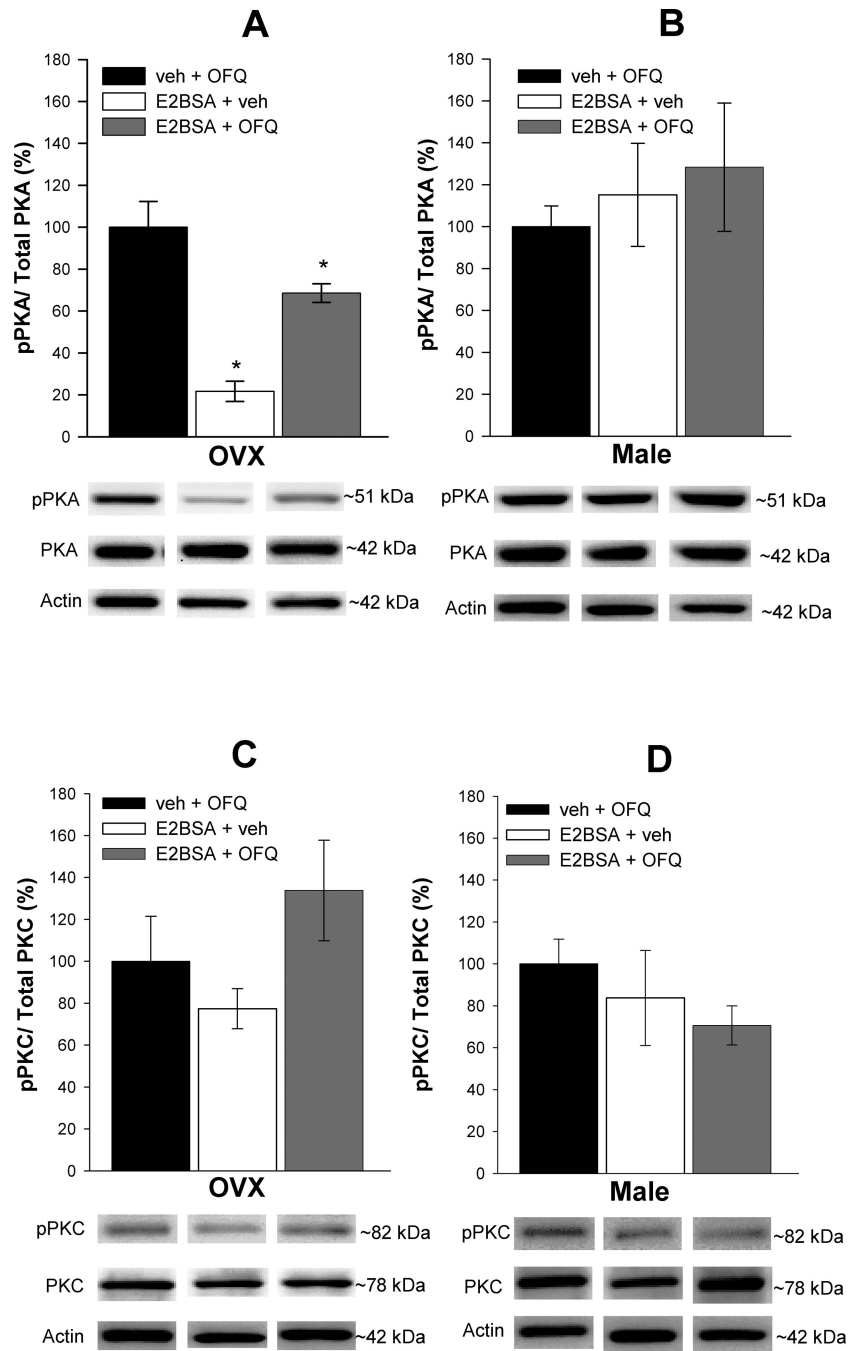 A
180
160
140
120
100
80
60
40
20
0
pPKA/ Total PKA (%)
veh + OFQ
E2BSA + veh
E2BSA + OFQ
*
*
OVX
pPKA
~51 kDa
PKA
~42 kDa
Actin
~42 kDa
B
180
160
140
120
100
80
60
40
20
0
pPKA/ Total PKA (%)
veh + OFQ
E2BSA + veh
E2BSA + OFQ
Male
pPKA
~51 kDa
PKA
~42 kDa
Actin
~42 kDa
C
180
160
140
120
100
80
60
40
20
0
pPKC/ Total PKC (%)
veh + OFQ
E2BSA + veh
E2BSA + OFQ
OVX
pPKC
~82 kDa
PKC
~78 kDa
Actin
~42 kDa
D
180
160
140
120
100
80
60
40
20
0
pPKC/ Total PKC (%)
veh + OFQ
E2BSA + veh
E2BSA + OFQ
Male
pPKC
~82 kDa
PKC
~78 kDa
Actin
~42 kDa